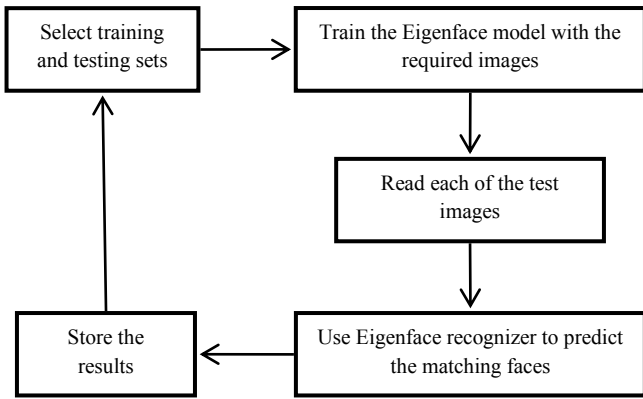 Select training
and testing sets
Train the Eigenface model with the
required images
Read each of the test
images
Use Eigenface recognizer to predict
the matching faces
Store the
results